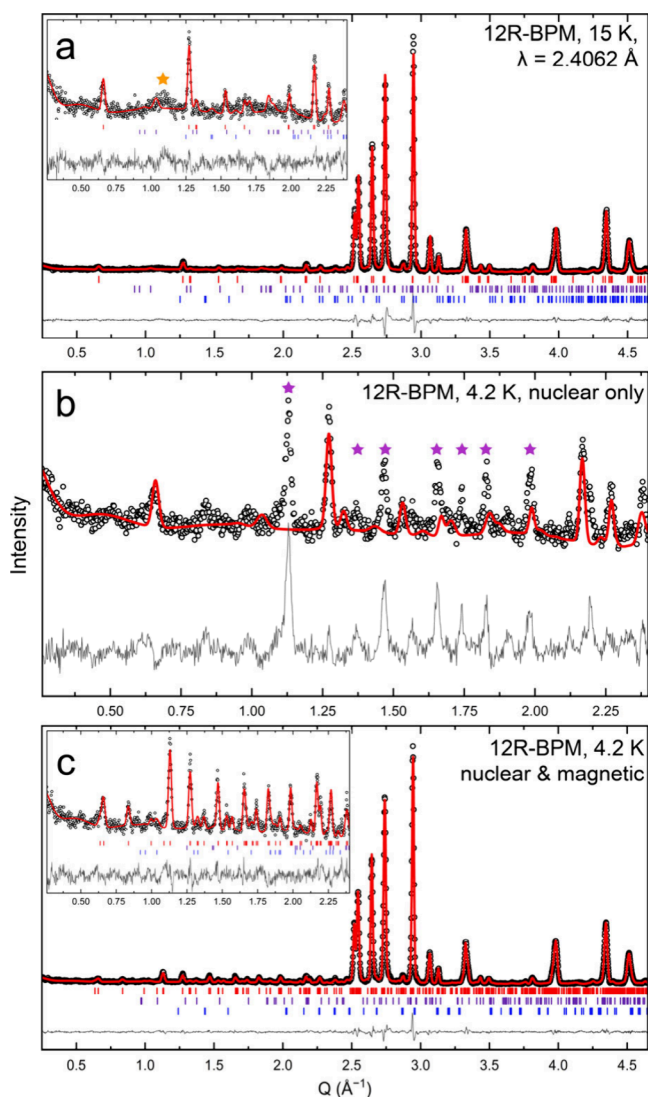 a
12R-BPM, 15 K,
λ = 2.4062 Å
0.25 0.50 0.75 1.00 1.25 1.50 1.75 2.00 2.25
0.5 1.0 1.5 2.0 2.5 3.0 3.5 4.0 4.5
b
12R-BPM, 4.2 K, nuclear only
Intensity
0.50 0.75 1.00 1.25 1.50 1.75 2.00 2.25
c
12R-BPM, 4.2 K
nuclear & magnetic
0.25 0.50 0.75 1.00 1.25 1.50 1.75 2.00 2.25
0.5 1.0 1.5 2.0 2.5 3.0 3.5 4.0 4.5
Q (Å⁻¹)